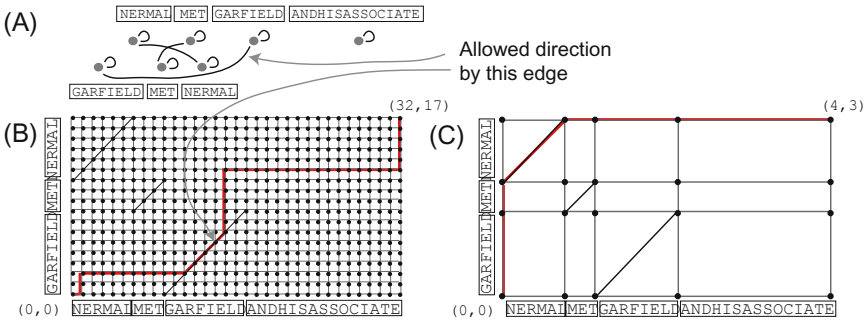 (A)
NERMAL MET GARFIELD ANDHISASSOCIATE
GARFIELD MET NERMAL
Allowed direction
by this edge
(B)
(32,17)
GARFIELD MET NERMAL
(0,0)
NERMAL MET GARFIELD ANDHISASSOCIATE
(C)
(4,3)
GARFIELD MET NERMAL
(0,0)
NERMAL MET GARFIELD ANDHISASSOCIATE